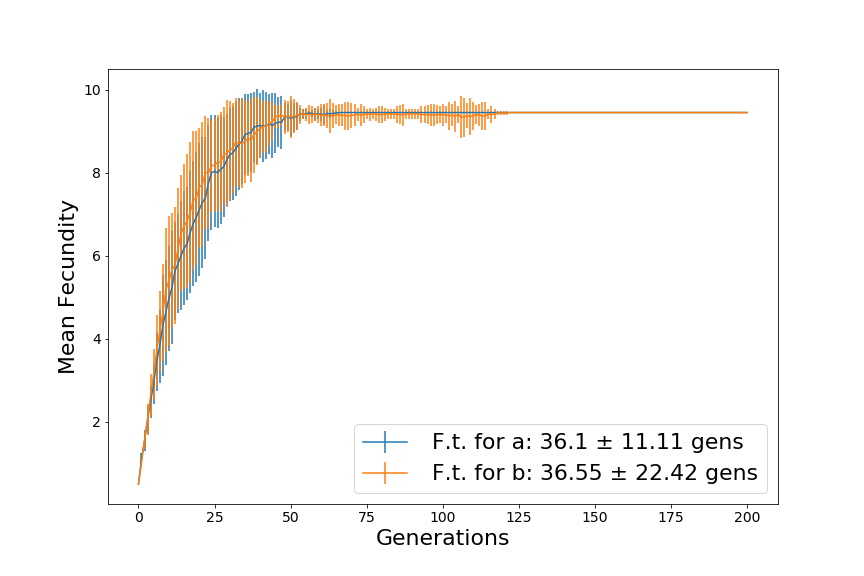 10
8
6
4
2
Mean Fecundity
F.t. for a: 36.1 ± 11.11 gens
F.t. for b: 36.55 ± 22.42 gens
0 25 50 75 100 125 150 175 200
Generations